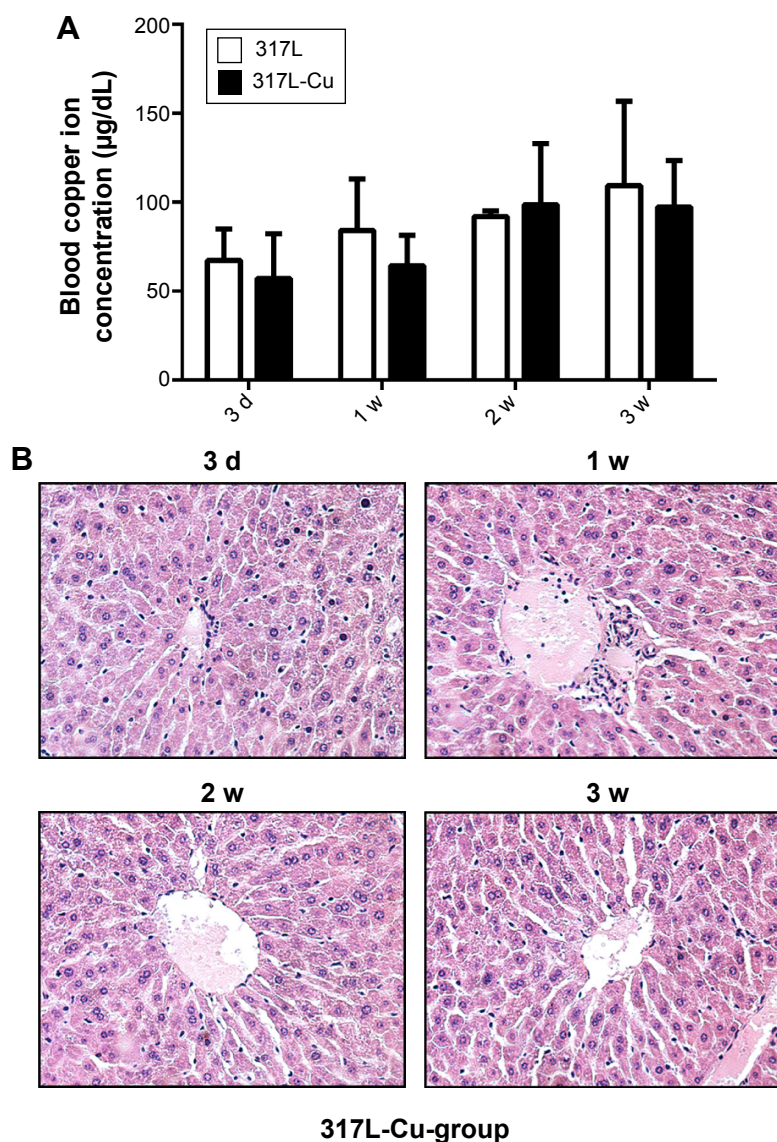 A
200
150
100
50
0
Blood copper ion
concentration (µg/dL)
317L
317L-Cu
3 d
1 w
2 w
3 w
B
3 d
1 w
2 w
3 w
317L-Cu-group